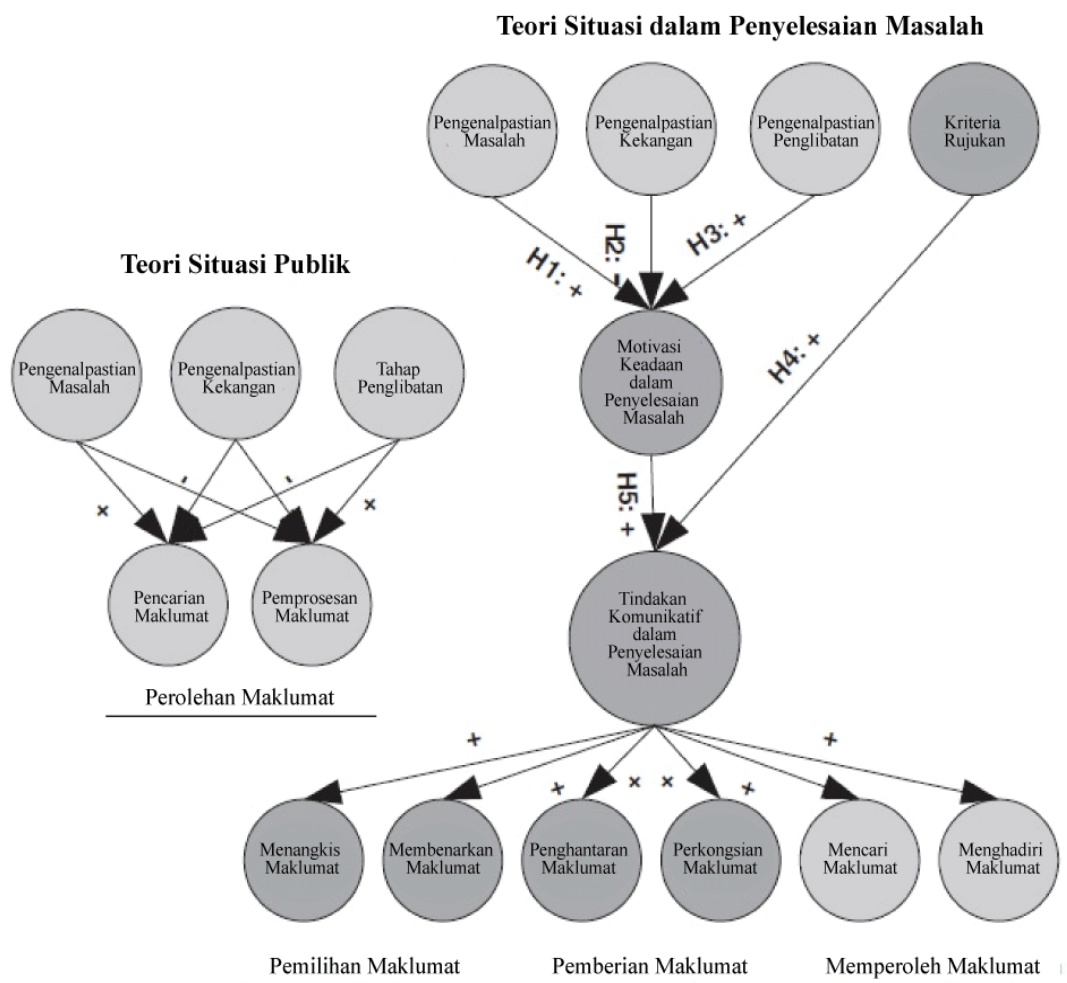 Teori Situasi dalam Penyelesaian Masalah
Pengenalpastian
Masalah
Pengenalpastian
Kekangan
Pengenalpastian
Penglibatan
Kriteria
Rujukan
H1: +
H2: -
H3: +
H4: +
Motivasi
Keadaan
dalam
Penyelesaian
Masalah
H5: +
Tindakan
Komunikatif
dalam
Penyelesaian
Masalah
Teori Situasi Publik
Pengenalpastian
Masalah
Pengenalpastian
Kekangan
Tahap
Penglibatan
+
-
-
+
Pencarian
Maklumat
Pemprosesan
Maklumat
Perolehan Maklumat
+
+
+
+
+
+
Menangkis
Maklumat
Membenarkan
Maklumat
Penghantaran
Maklumat
Perkongsian
Maklumat
Mencari
Maklumat
Menghadiri
Maklumat
Pemilihan Maklumat
Pemberian Maklumat
Memperoleh Maklumat